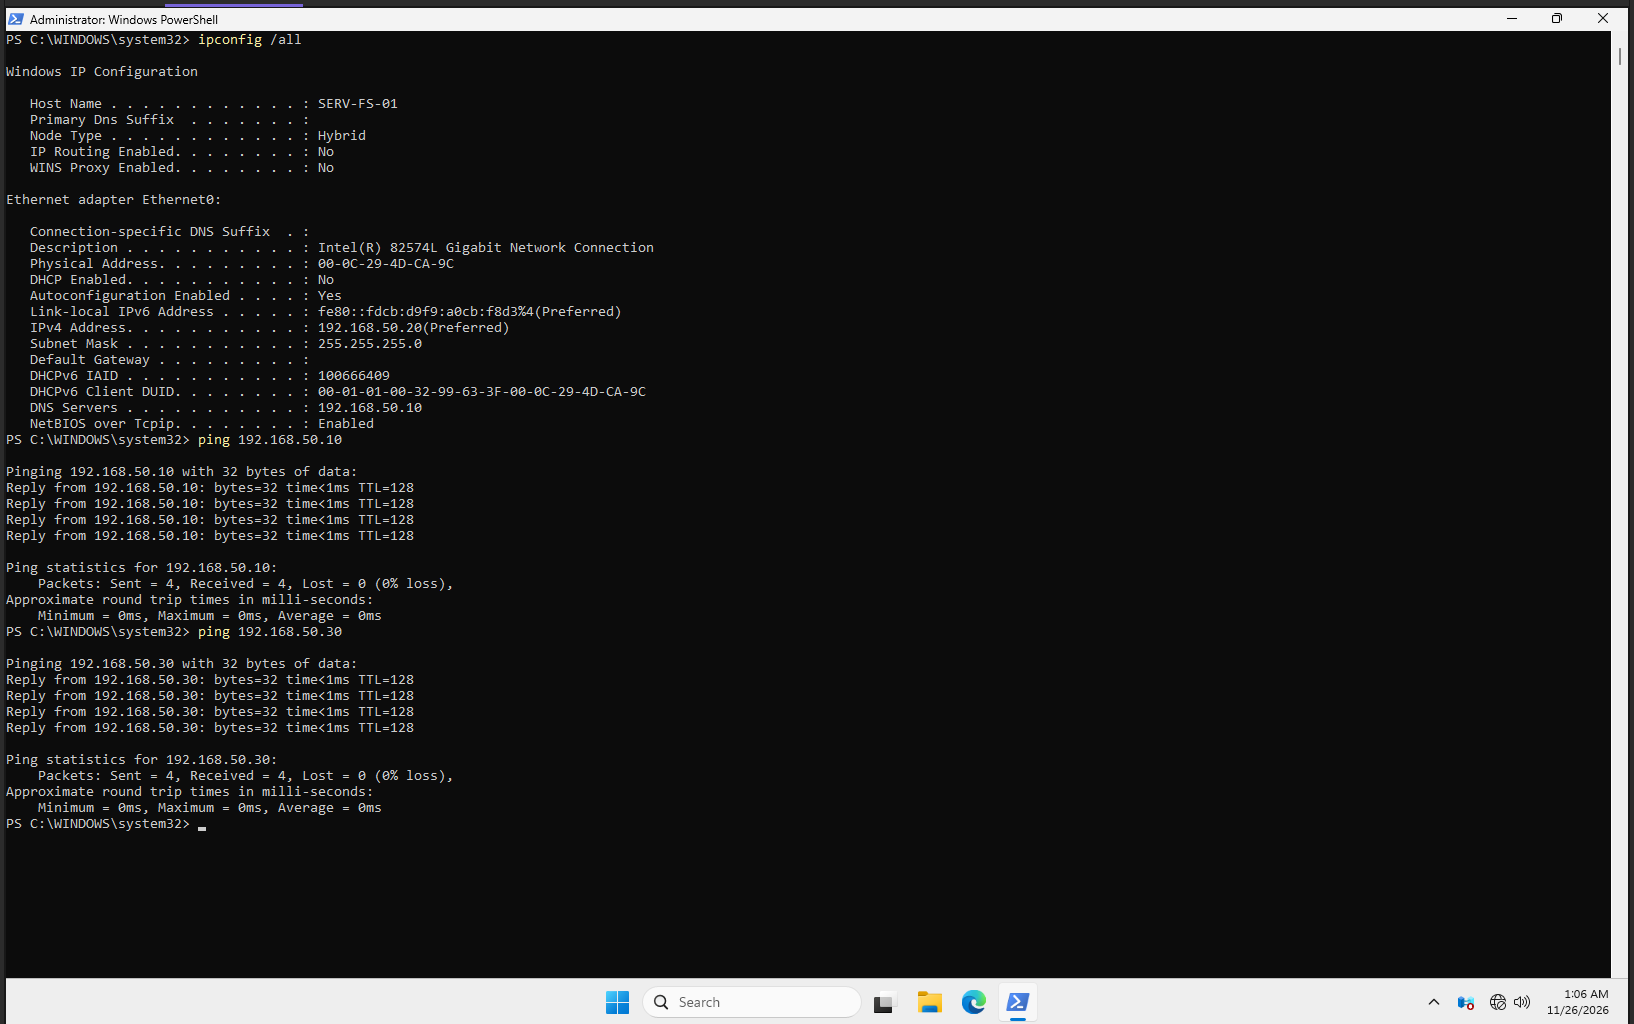 Administrator: Windows PowerShell
PS C:\WINDOWS\system32> ipconfig /all
Windows IP Configuration
Host Name . . . . . . . . . . . . : SERV-FS-01
Primary Dns Suffix  . . . . . . . :
Node Type . . . . . . . . . . . . : Hybrid
IP Routing Enabled. . . . . . . . : No
WINS Proxy Enabled. . . . . . . . : No
Ethernet adapter Ethernet0:
Connection-specific DNS Suffix  . :
Description . . . . . . . . . . . : Intel(R) 82574L Gigabit Network Connection
Physical Address. . . . . . . . . : 00-0C-29-4D-CA-9C
DHCP Enabled. . . . . . . . . . . : No
Autoconfiguration Enabled . . . . : Yes
Link-local IPv6 Address . . . . . : fe80::fdcb:d9f9:a0cb:f8d3%4(Preferred)
IPv4 Address. . . . . . . . . . . : 192.168.50.20(Preferred)
Subnet Mask . . . . . . . . . . . : 255.255.255.0
Default Gateway . . . . . . . . . :
DHCPv6 IAID . . . . . . . . . . . : 100666409
DHCPv6 Client DUID. . . . . . . . : 00-01-01-00-32-99-63-3F-00-0C-29-4D-CA-9C
DNS Servers . . . . . . . . . . . : 192.168.50.10
NetBIOS over Tcpip. . . . . . . . : Enabled
PS C:\WINDOWS\system32> ping 192.168.50.10
Pinging 192.168.50.10 with 32 bytes of data:
Reply from 192.168.50.10: bytes=32 time<1ms TTL=128
Reply from 192.168.50.10: bytes=32 time<1ms TTL=128
Reply from 192.168.50.10: bytes=32 time<1ms TTL=128
Reply from 192.168.50.10: bytes=32 time<1ms TTL=128
Ping statistics for 192.168.50.10:
Packets: Sent = 4, Received = 4, Lost = 0 (0% loss),
Approximate round trip times in milli-seconds:
Minimum = 0ms, Maximum = 0ms, Average = 0ms
PS C:\WINDOWS\system32> ping 192.168.50.30
Pinging 192.168.50.30 with 32 bytes of data:
Reply from 192.168.50.30: bytes=32 time<1ms TTL=128
Reply from 192.168.50.30: bytes=32 time<1ms TTL=128
Reply from 192.168.50.30: bytes=32 time<1ms TTL=128
Reply from 192.168.50.30: bytes=32 time<1ms TTL=128
Ping statistics for 192.168.50.30:
Packets: Sent = 4, Received = 4, Lost = 0 (0% loss),
Approximate round trip times in milli-seconds:
Minimum = 0ms, Maximum = 0ms, Average = 0ms
PS C:\WINDOWS\system32>
Search
1:06 AM
11/26/2026